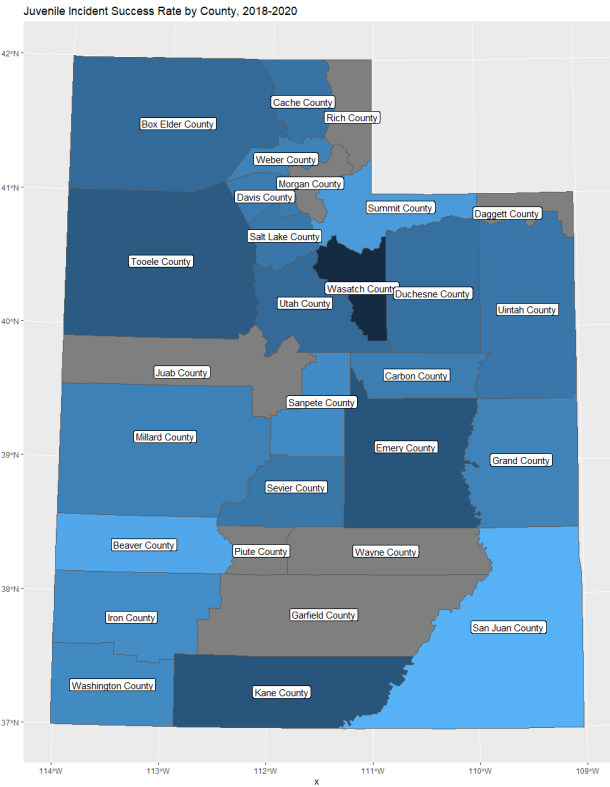 Juvenile Incident Success Rate by County, 2018-2020
42°N
Cache County
Rich County
Box Elder County
Weber County
41°N
Morgan County
Davis County
Summit County
Daggett County
Salt Lake County
Tooele County
Wasatch County
Duchesne County
Utah County
Uintah County
40°N
Juab County
Carbon County
Sanpete County
Millard County
Emery County
39°N
Grand County
Sevier County
Beaver County
Piute County
Wayne County
38°N
Iron County
Garfield County
San Juan County
Washington County
Kane County
37°N
114°W
113°W
112°W
111°W
110°W
109°W
x